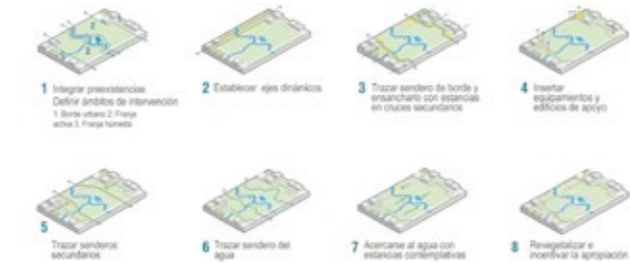 1 Integrar preexistencias
Definir ámbitos de intervención
1. Borde urbano 2. Franja
activa 3. Franja húmeda
2 Establecer ejes dinámicos
3 Trazar sendero de borde y
ensancharlo con estancias
en cruces secundarios
4 Insertar
equipamientos y
edificios de apoyo
5
Trazar senderos
secundarios
6 Trazar sendero del
agua
7 Acercarse al agua con
estancias contemplativas
8 Revegetalizar e
incentivar la apropiación